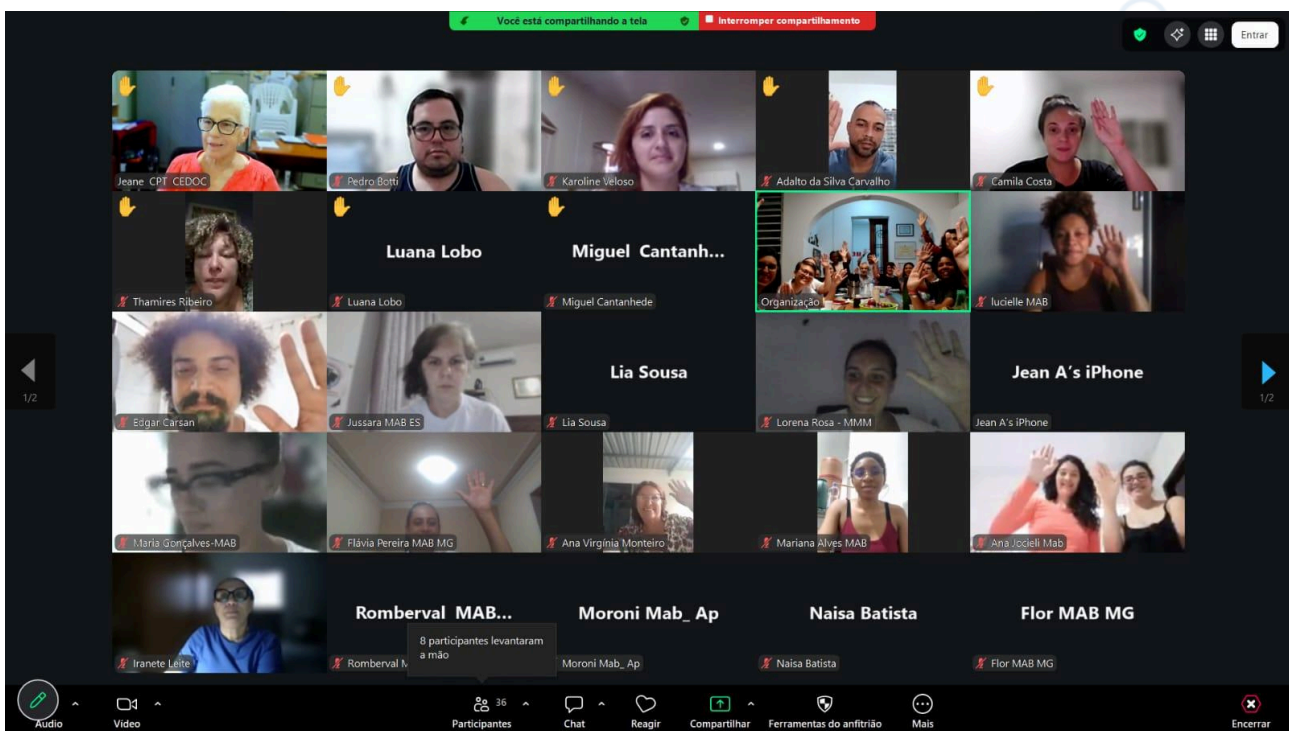 Você está compartilhando a tela
Interromper compartilhamento
Entrar
Jeane CPT CEDOC
Pedro Botti
Karoline Veloso
Adalto da Silva Carvalho
Camila Costa
Thamires Ribeiro
Luana Lobo
Luana Lobo
Miguel Cantanh...
Miguel Cantanhede
Organização
lucielle MAB
Edgar Carsan
Jussara MAB ES
Lia Sousa
Lia Sousa
Lorena Rosa - MMM
Jean A's iPhone
Jean A's iPhone
1/2
1/2
Maria Gonçalves-MAB
Flávia Pereira MAB MG
Ana Virgínia Monteiro
Mariana Alves MAB
Ana Jocieli Mab
Iranete Leite
Romberval MAB...
Romberval M
8 participantes levantaram
a mão
Moroni Mab_ Ap
Moroni Mab_ Ap
Naisa Batista
Naisa Batista
Flor MAB MG
Flor MAB MG
Áudio
Vídeo
36
Participantes
Chat
Reagir
Compartilhar
Ferramentas do anfitrião
Mais
Encerrar